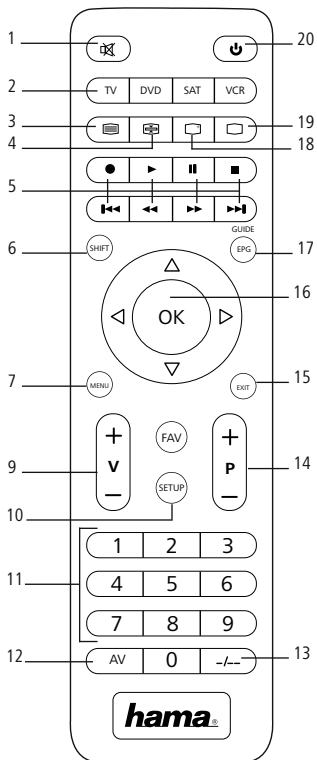 1
20
2
TV DVD SAT VCR
3
4
19
18
5
GUIDE
6
SHIFT
EPG
17
16
OK
7
MENU
EXIT
15
+
FAV
+
9
V
P
14
–
SETUP
–
10
1 2 3
11
4 5 6
7 8 9
12
AV 0 -/--
13
hama®